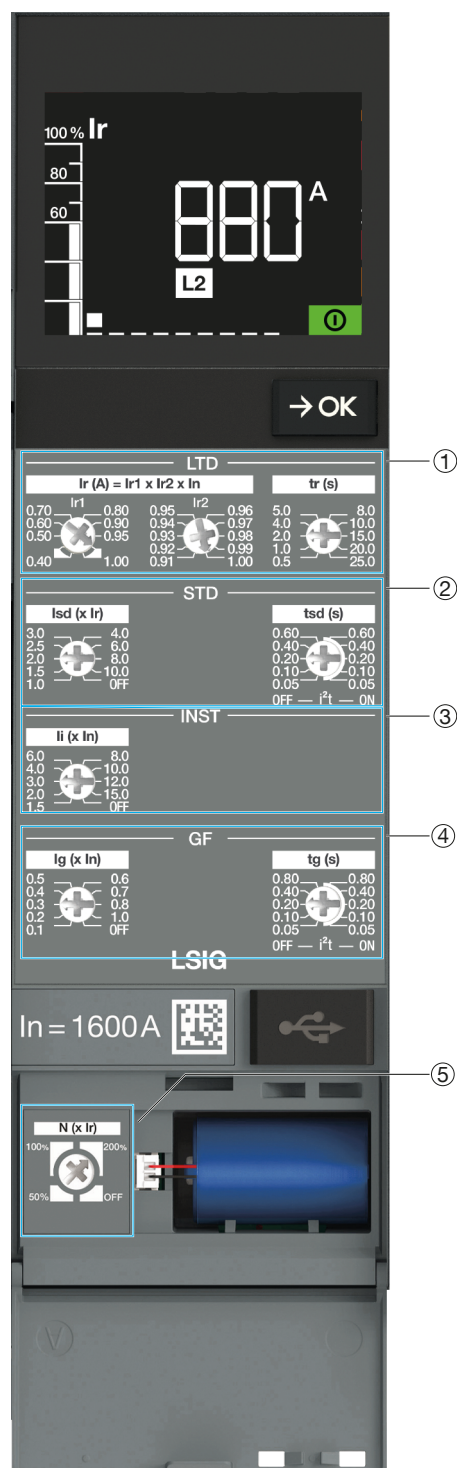 100 % Ir
80
60
880 A
L2
→OK
LTD
Ir (A) = Ir1 x Ir2 x In
tr (s)
Ir1
Ir2
0.70 0.80 0.95 0.96 5.0 8.0
0.60 0.90 0.94 0.97 4.0 10.0
0.50 0.95 0.93 0.98 2.0 15.0
0.92 0.99 1.0 20.0
0.40 1.00 0.91 1.00 0.5 25.0
①
STD
Isd (x Ir)
tsd (s)
3.0 4.0 0.60 0.60
2.5 6.0 0.40 0.40
2.0 8.0 0.20 0.20
1.5 10.0 0.10 0.10
1.0 OFF 0.05 0.05
OFF — i²t — ON
②
INST
Ii (x In)
6.0 8.0
4.0 10.0
3.0 12.0
2.0 15.0
1.5 OFF
③
GF
Ig (x In)
tg (s)
0.5 0.6 0.80 0.80
0.4 0.7 0.40 0.40
0.3 0.8 0.20 0.20
0.2 1.0 0.10 0.10
0.1 OFF 0.05 0.05
OFF — i²t — ON
④
LSIG
In = 1600 A
⑤
N (x Ir)
100% 200%
50% OFF
V